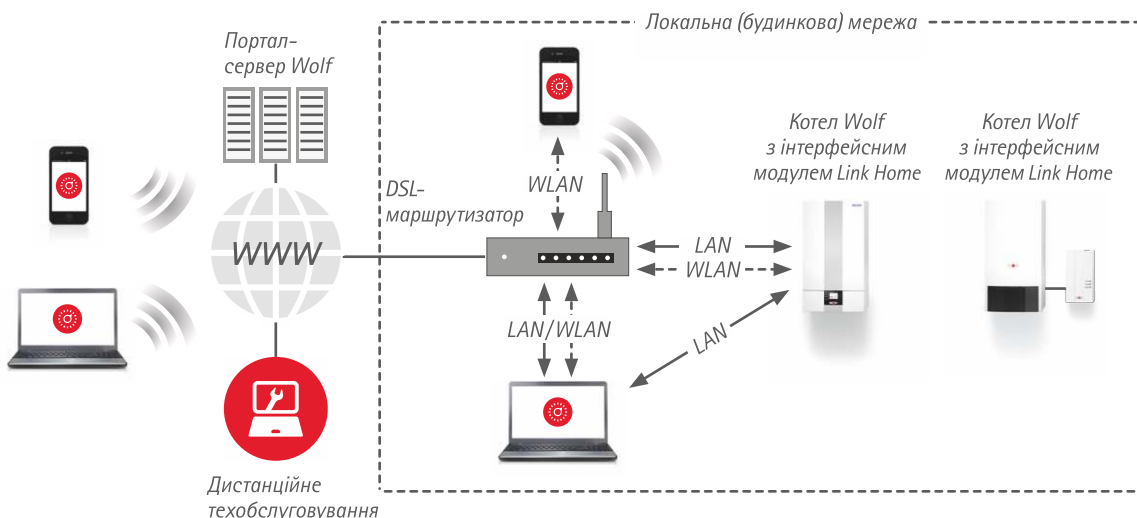 Локальна (будинкова) мережа
Портал-
сервер Wolf
Котел Wolf
з інтерфейсним
модулем Link Home
Котел Wolf
з інтерфейсним
модулем Link Home
WLAN
DSL-
маршрутизатор
WWW
LAN
WLAN
LAN/WLAN
LAN
Дистанційне
техобслуговування